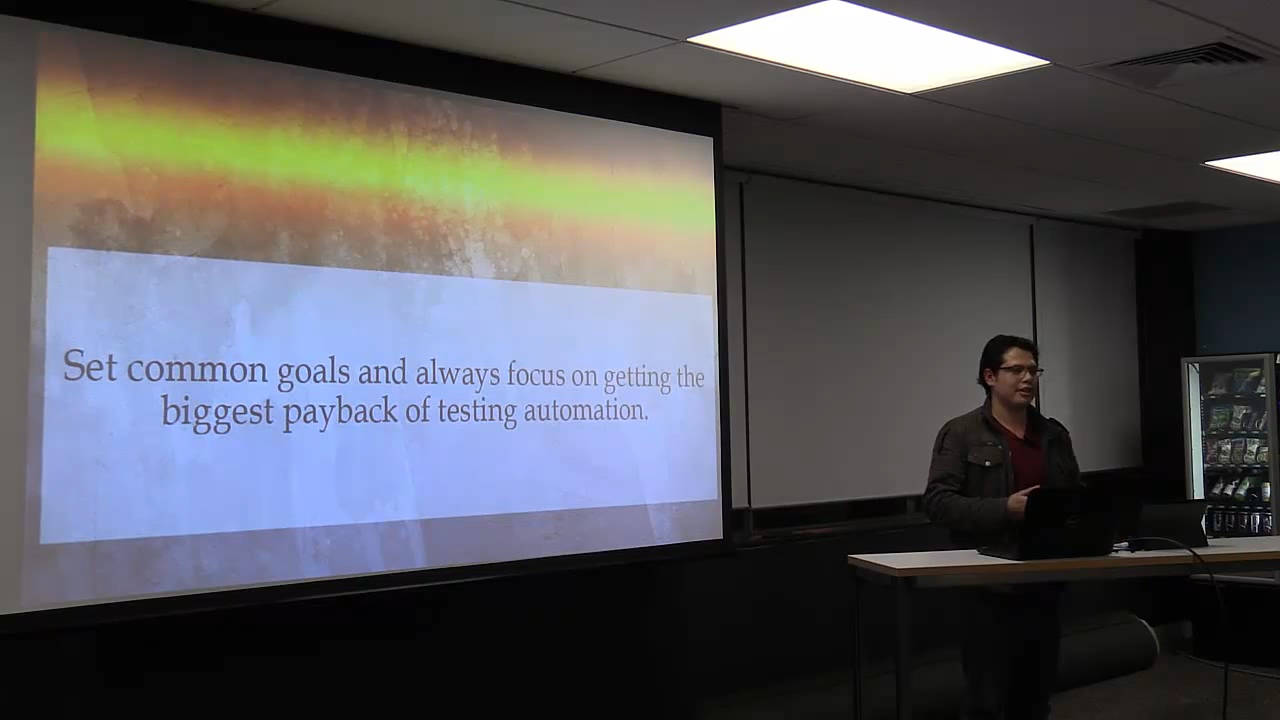 Set common goals and always focus on getting the
biggest payback of testing automation.